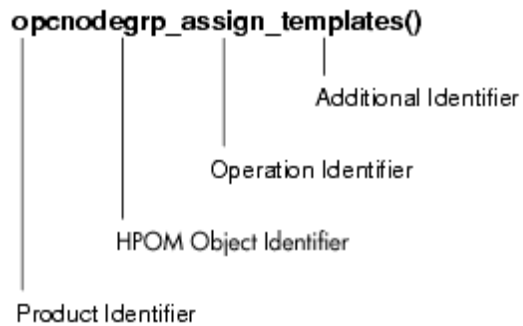 opcnodegrp_assign_templates()
Additional Identifier
Operation Identifier
HPOM Object Identifier
Product Identifier